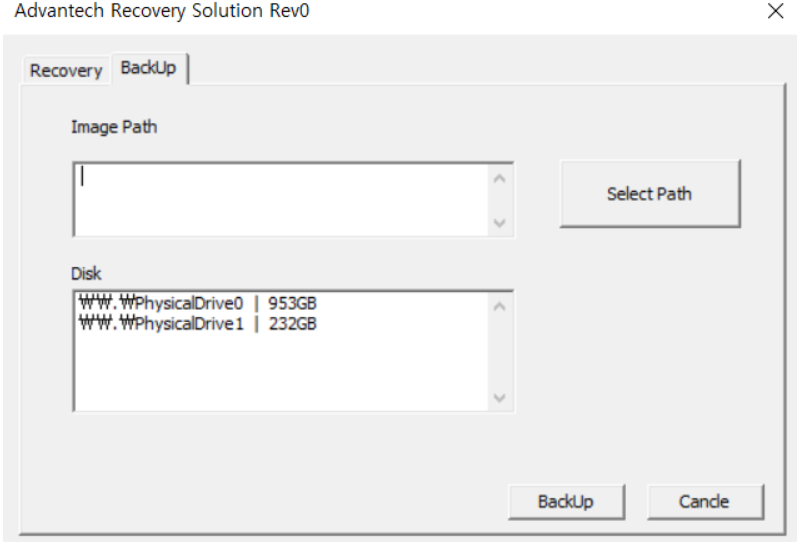 Advantech Recovery Solution Rev0
Recovery BackUp
Image Path
Select Path
Disk
₩₩.₩PhysicalDrive0 | 953GB
₩₩.₩PhysicalDrive1 | 232GB
BackUp Cancle